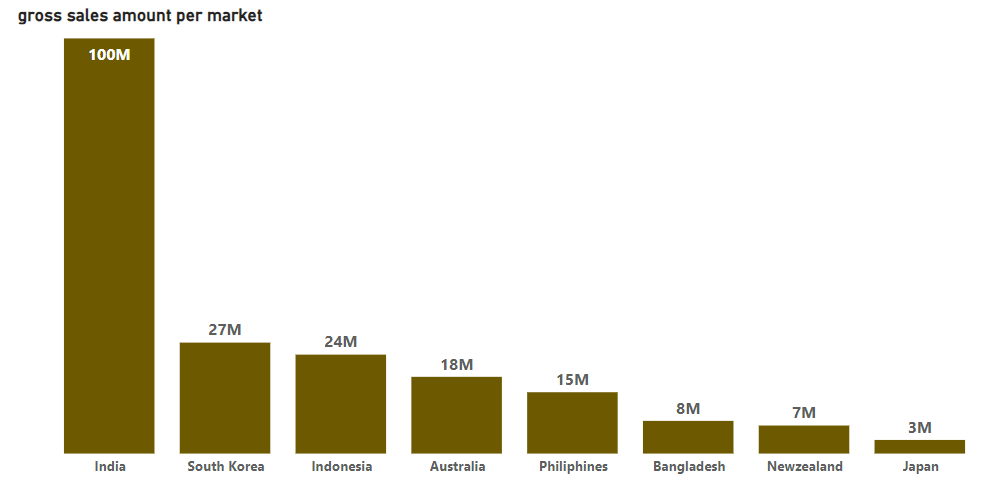 gross sales amount per market
100M
27M
24M
18M
15M
8M
7M
3M
India
South Korea
Indonesia
Australia
Philiphines
Bangladesh
Newzealand
Japan